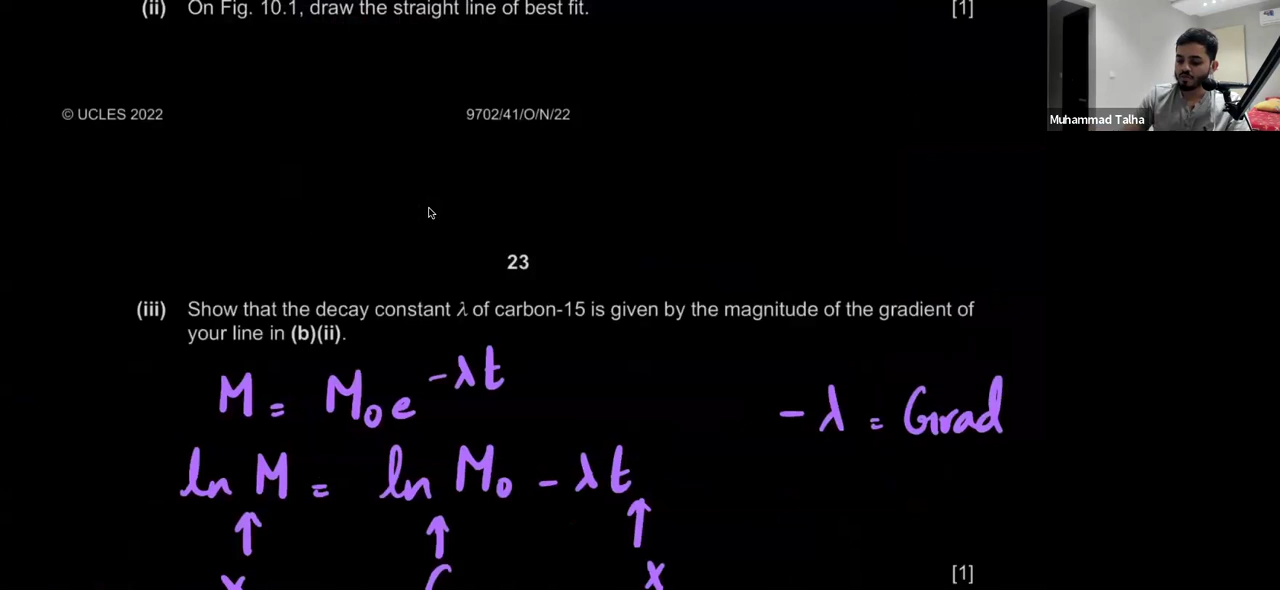 (ii) On Fig. 10.1, draw the straight line of best fit. [1]
© UCLES 2022 9702/41/O/N/22
Muhammad Talha
23
(iii) Show that the decay constant λ of carbon-15 is given by the magnitude of the gradient of
your line in (b)(ii).
M = M₀e^(-λt)
- λ = Grad
ln M = ln M₀ - λt
↑ ↑ ↑
x
[1]